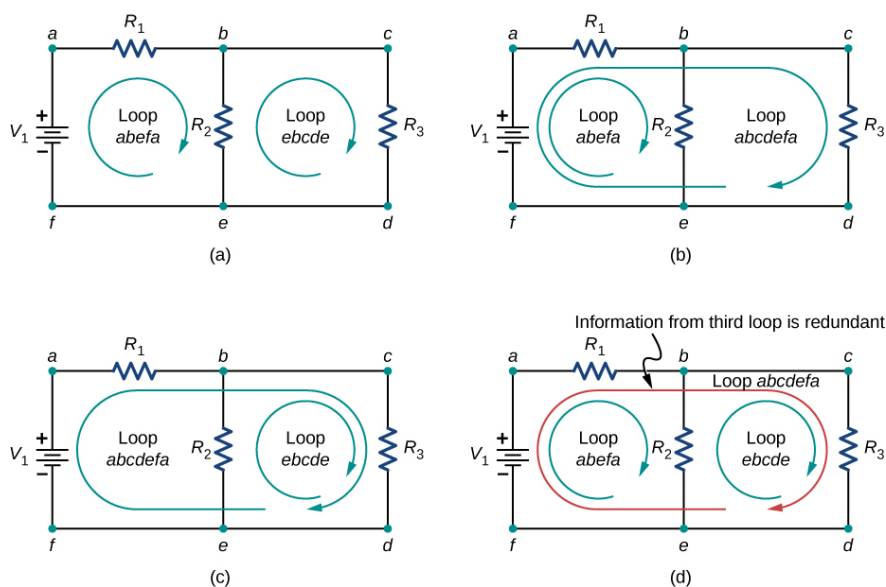 a R1 b c
+ V1 −
Loop abefa
R2
Loop ebcde
R3
f e d
(a)
a R1 b c
+ V1 −
Loop abefa
R2
Loop abcdefa
R3
f e d
(b)
a R1 b c
+ V1 −
Loop abcdefa
R2
Loop ebcde
R3
f e d
(c)
Information from third loop is redundant
a R1 b c
Loop abcdefa
+ V1 −
Loop abefa
R2
Loop ebcde
R3
f e d
(d)